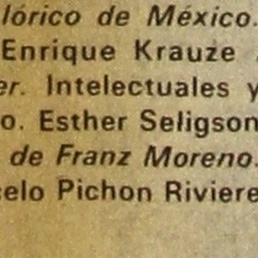 lórico de México.
Enrique Krauze
er. Intelectuales y
o. Esther Seligson
de Franz Moreno.
celo Pichon Riviere